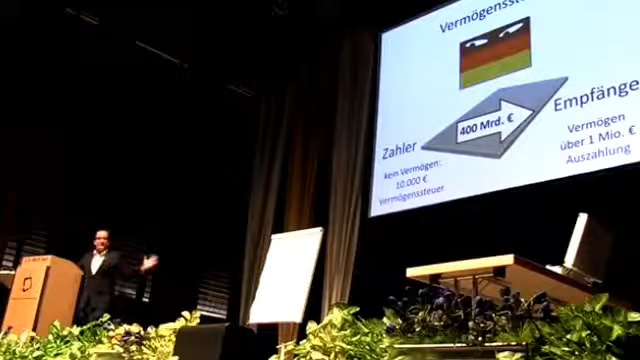 Vermögensst
400 Mrd. €
Empfänge
Vermögen
über 1 Mio. €
Auszahlung
Zahler
kein Vermögen:
10.000 €
Vermögenssteuer